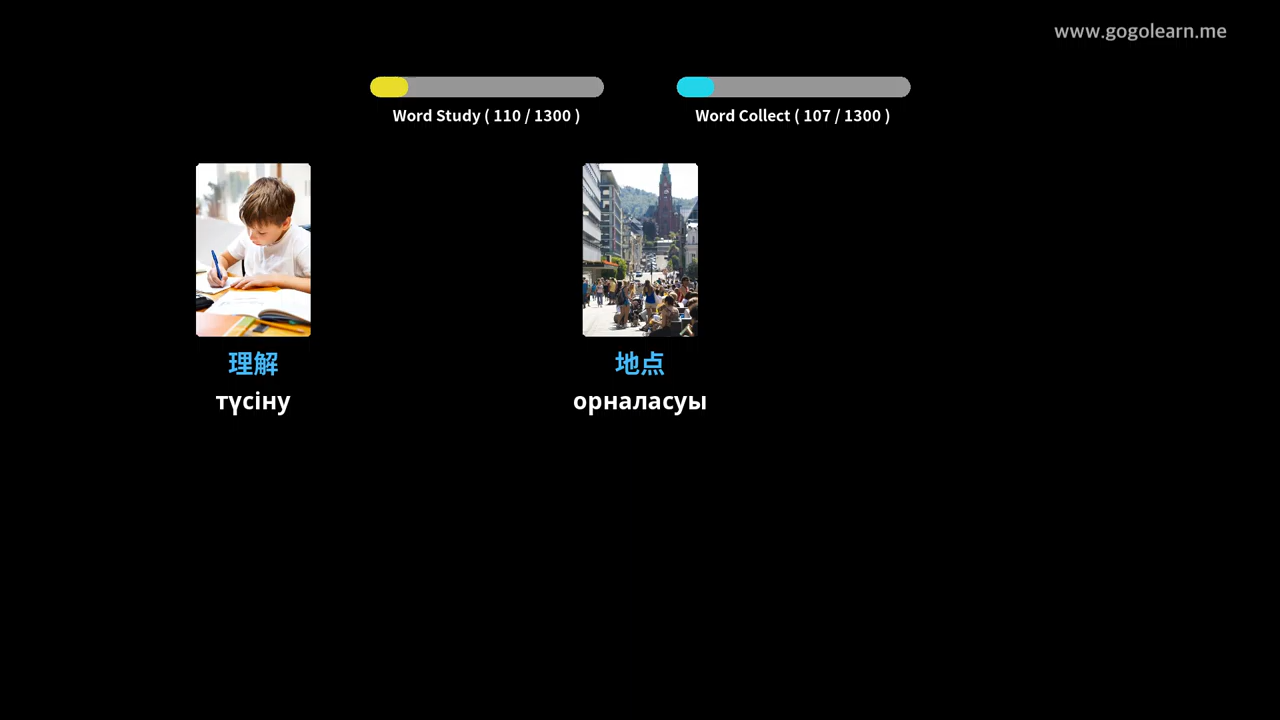 www.gogolearn.me
Word Study ( 110 / 1300 )
Word Collect ( 107 / 1300 )
理解
түсіну
地点
орналасуы